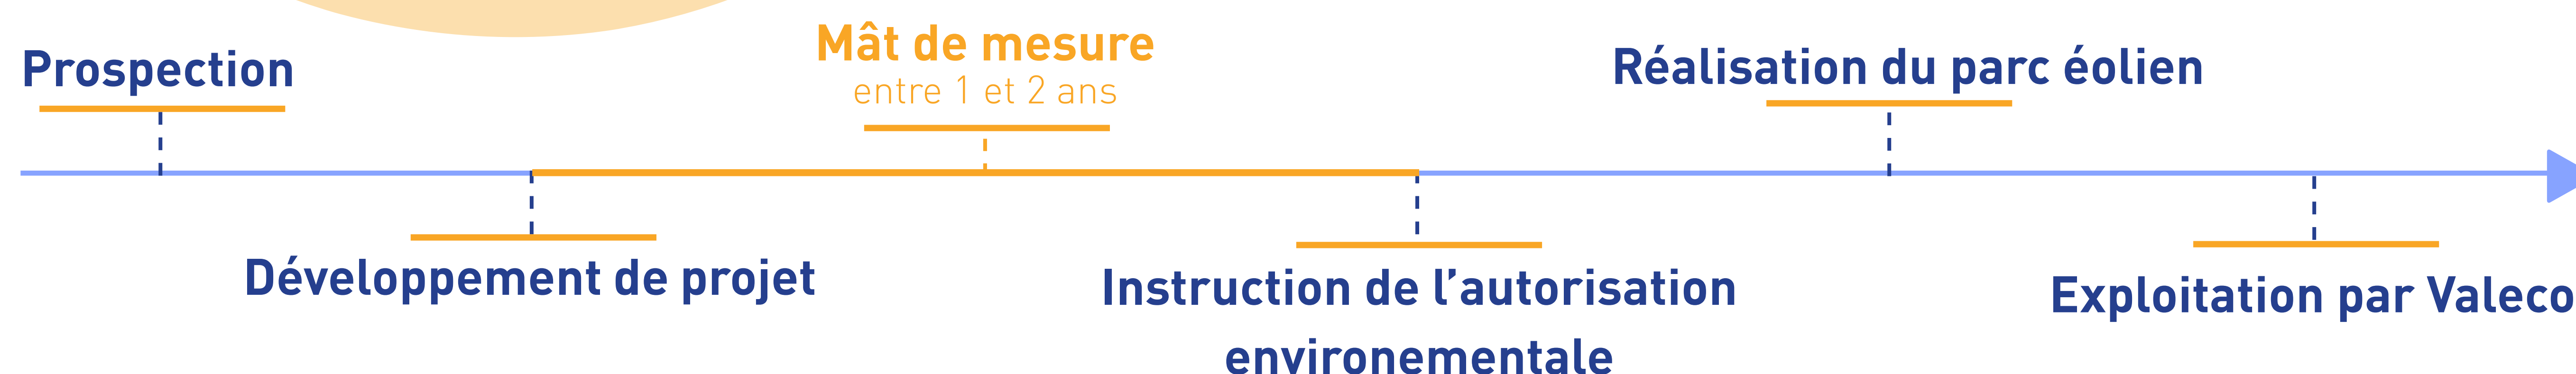 Prospection
Mât de mesure
entre 1 et 2 ans
Réalisation du parc éolien
Développement de projet
Instruction de l’autorisation
environementale
Exploitation par Valeco